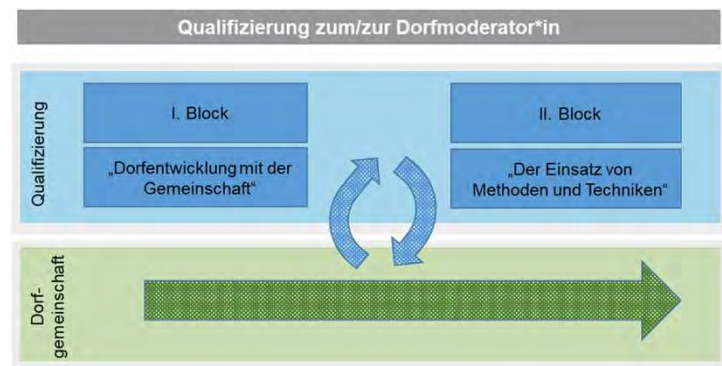 Qualifizierung zum/zur Dorfmoderator*in
Qualifizierung
I. Block
„Dorfentwicklung mit der
Gemeinschaft“
II. Block
„Der Einsatz von
Methoden und Techniken“
Dorf-
gemeinschaft